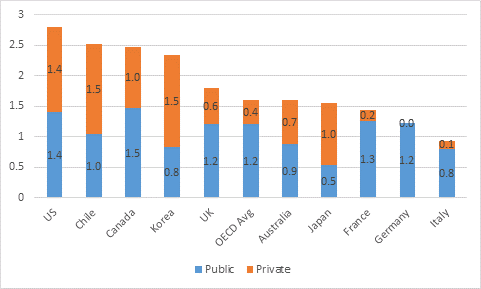 3
2.5
2
1.5
1
0.5
0
1.4 1.5 1.0 1.5 0.6 0.4 0.7 1.0 0.2 0.0 0.1
1.4 1.0 1.5 0.8 1.2 1.2 0.9 0.5 1.3 1.2 0.8
US Chile Canada Korea UK OECD Avg Australia Japan France Germany Italy
Public Private